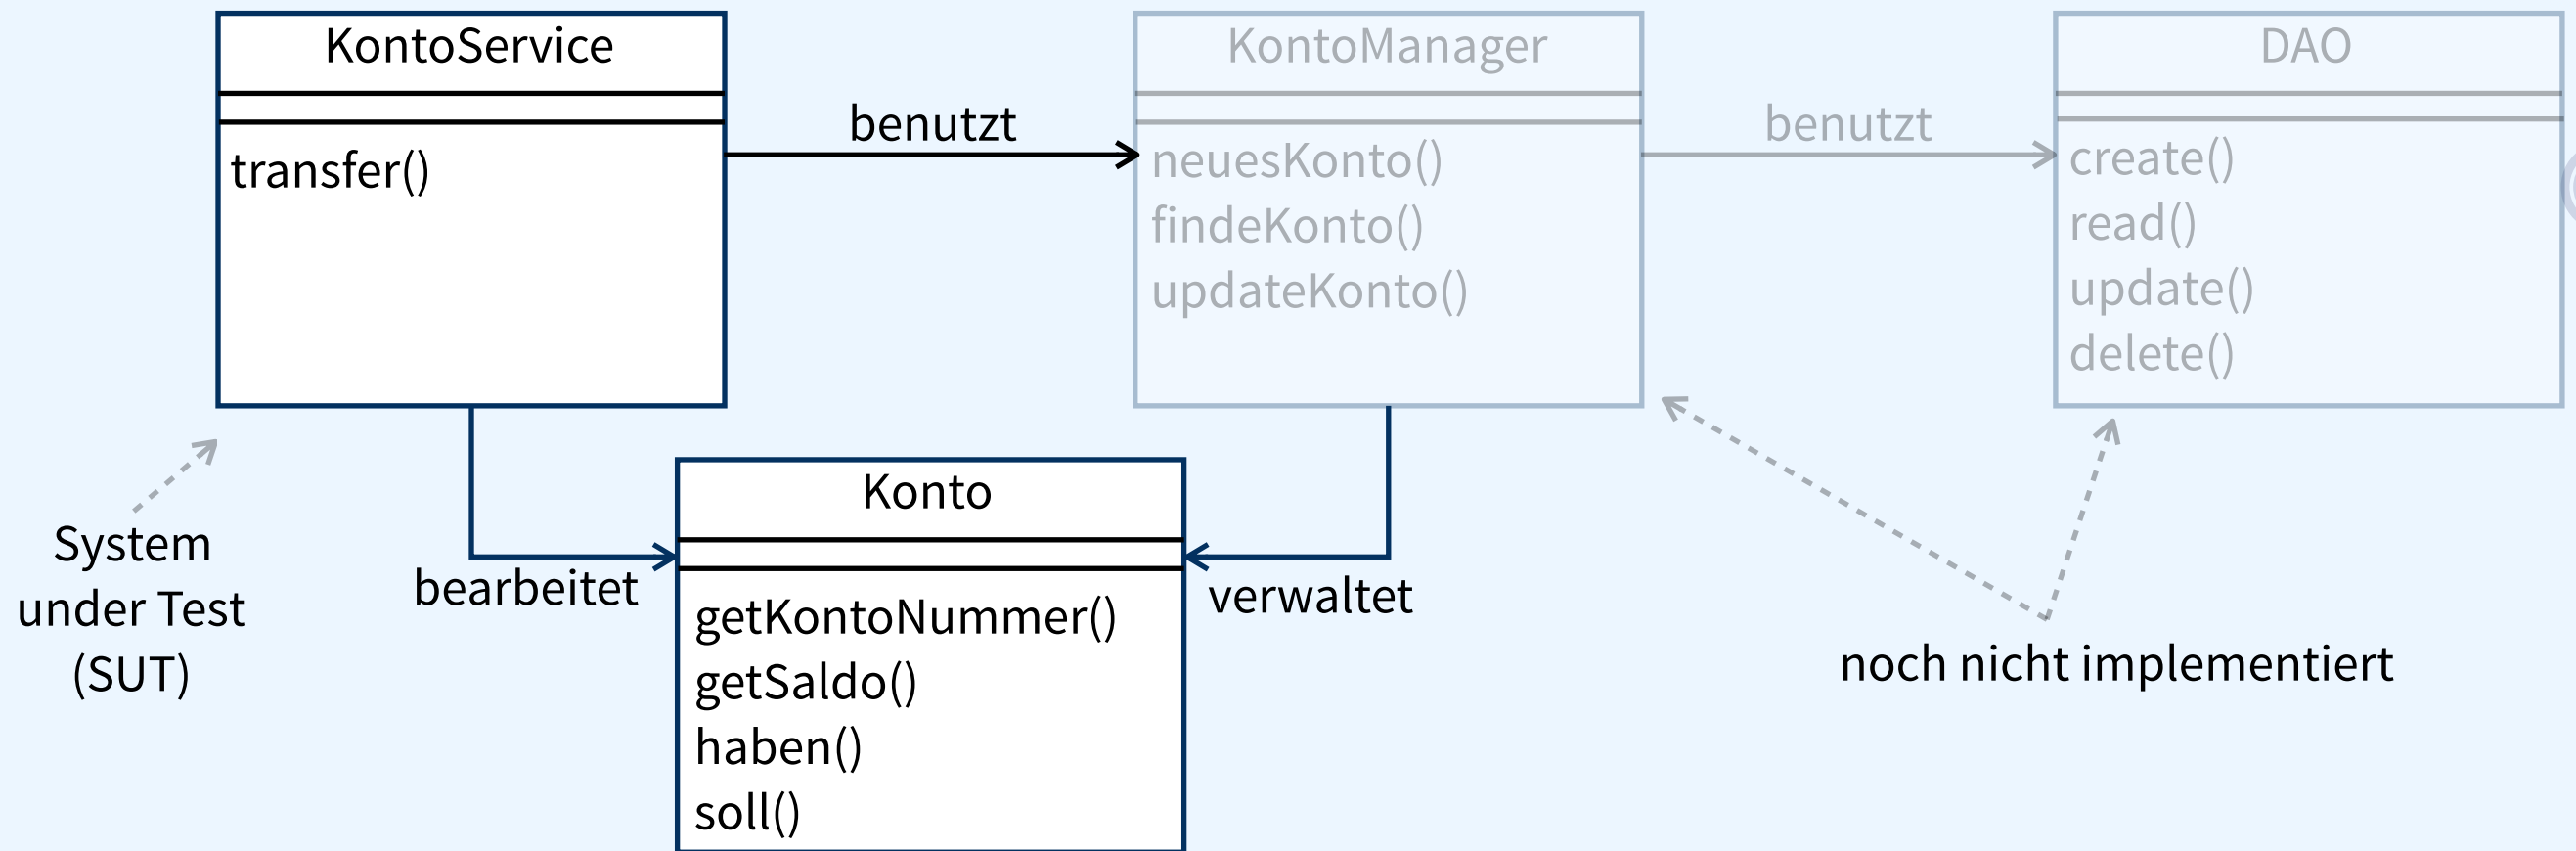 KontoService
transfer()
benutzt
KontoManager
neuesKonto()
findeKonto()
updateKonto()
benutzt
DAO
create()
read()
update()
delete()
System
under Test
(SUT)
bearbeitet
Konto
getKontoNummer()
getSaldo()
haben()
soll()
verwaltet
noch nicht implementiert